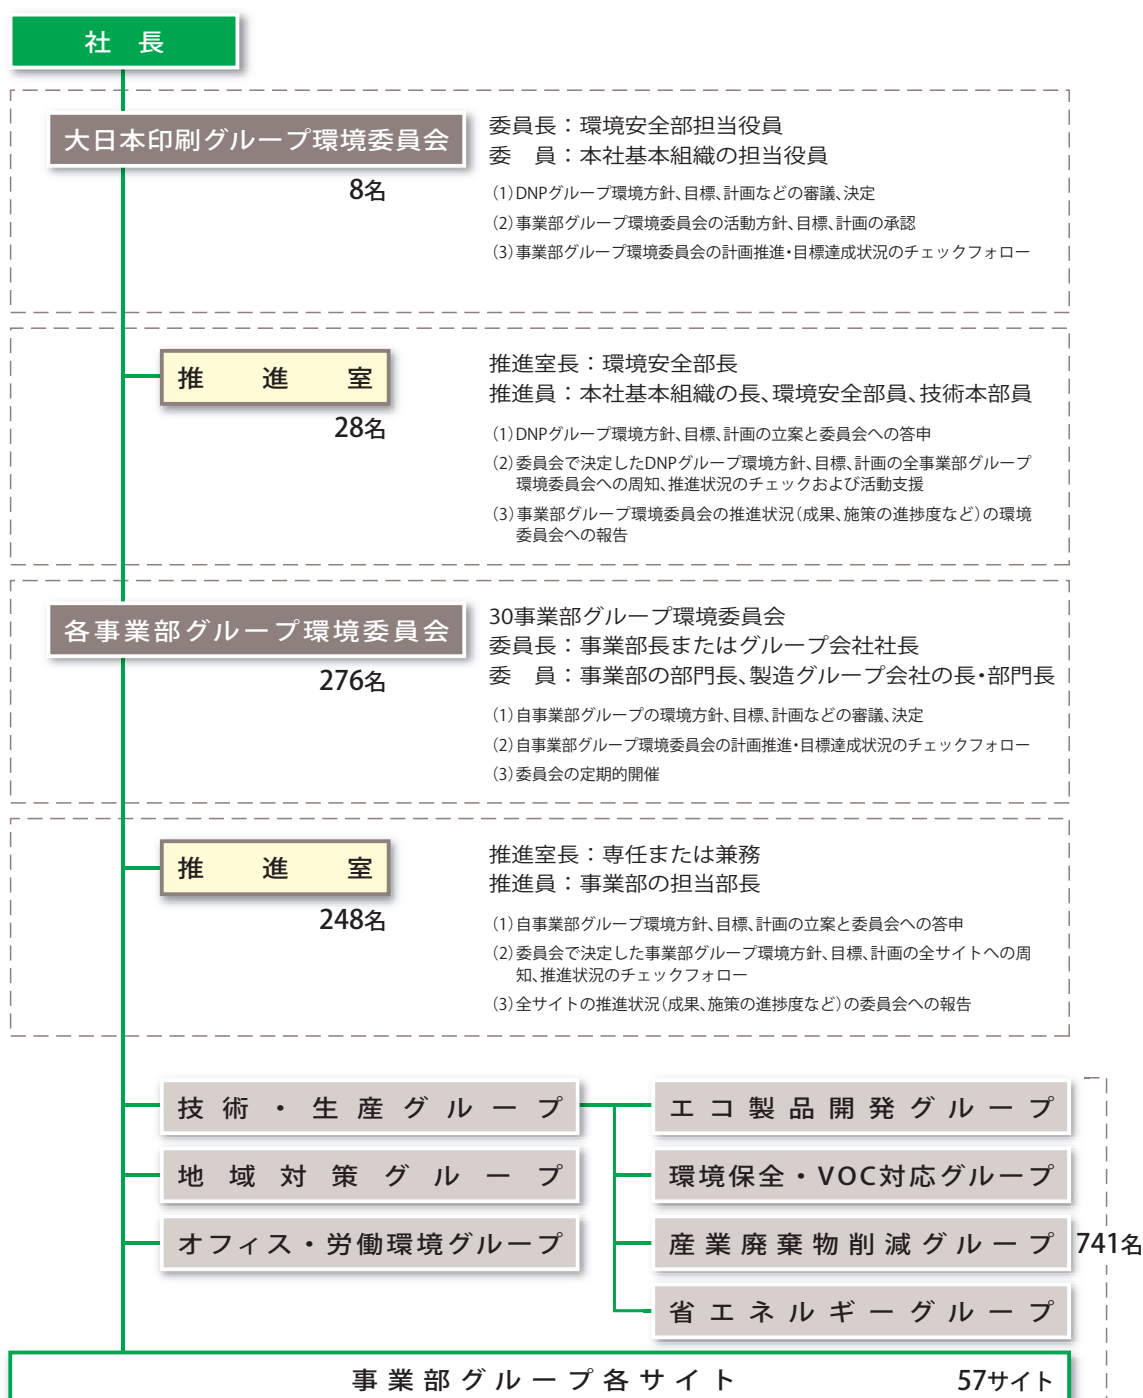 社 長
大日本印刷グループ環境委員会
8名
委員長：環境安全部担当役員
委 員：本社基本組織の担当役員
(1)DNPグループ環境方針、目標、計画などの審議、決定
(2)事業部グループ環境委員会の活動方針、目標、計画の承認
(3)事業部グループ環境委員会の計画推進・目標達成状況のチェックフォロー
推 進 室
28名
推進室長：環境安全部長
推進員：本社基本組織の長、環境安全部員、技術本部員
(1)DNPグループ環境方針、目標、計画の立案と委員会への答申
(2)委員会で決定したDNPグループ環境方針、目標、計画の全事業部グループ
環境委員会への周知、推進状況のチェックおよび活動支援
(3)事業部グループ環境委員会の推進状況（成果、施策の進捗度など）の環境
委員会への報告
各事業部グループ環境委員会
276名
30事業部グループ環境委員会
委員長：事業部長またはグループ会社社長
委 員：事業部の部門長、製造グループ会社の長・部門長
(1)自事業部グループの環境方針、目標、計画などの審議、決定
(2)自事業部グループ環境委員会の計画推進・目標達成状況のチェックフォロー
(3)委員会の定期的開催
推 進 室
248名
推進室長：専任または兼務
推進員：事業部の担当部長
(1)自事業部グループ環境方針、目標、計画の立案と委員会への答申
(2)委員会で決定した事業部グループ環境方針、目標、計画の全サイトへの周
知、推進状況のチェックフォロー
(3)全サイトの推進状況（成果、施策の進捗度など）の委員会への報告
技術・生産グループ
地域対策グループ
オフィス・労働環境グループ
エコ製品開発グループ
環境保全・VOC対応グループ
産業廃棄物削減グループ
省エネルギーグループ
741名
事業部グループ各サイト 57サイト